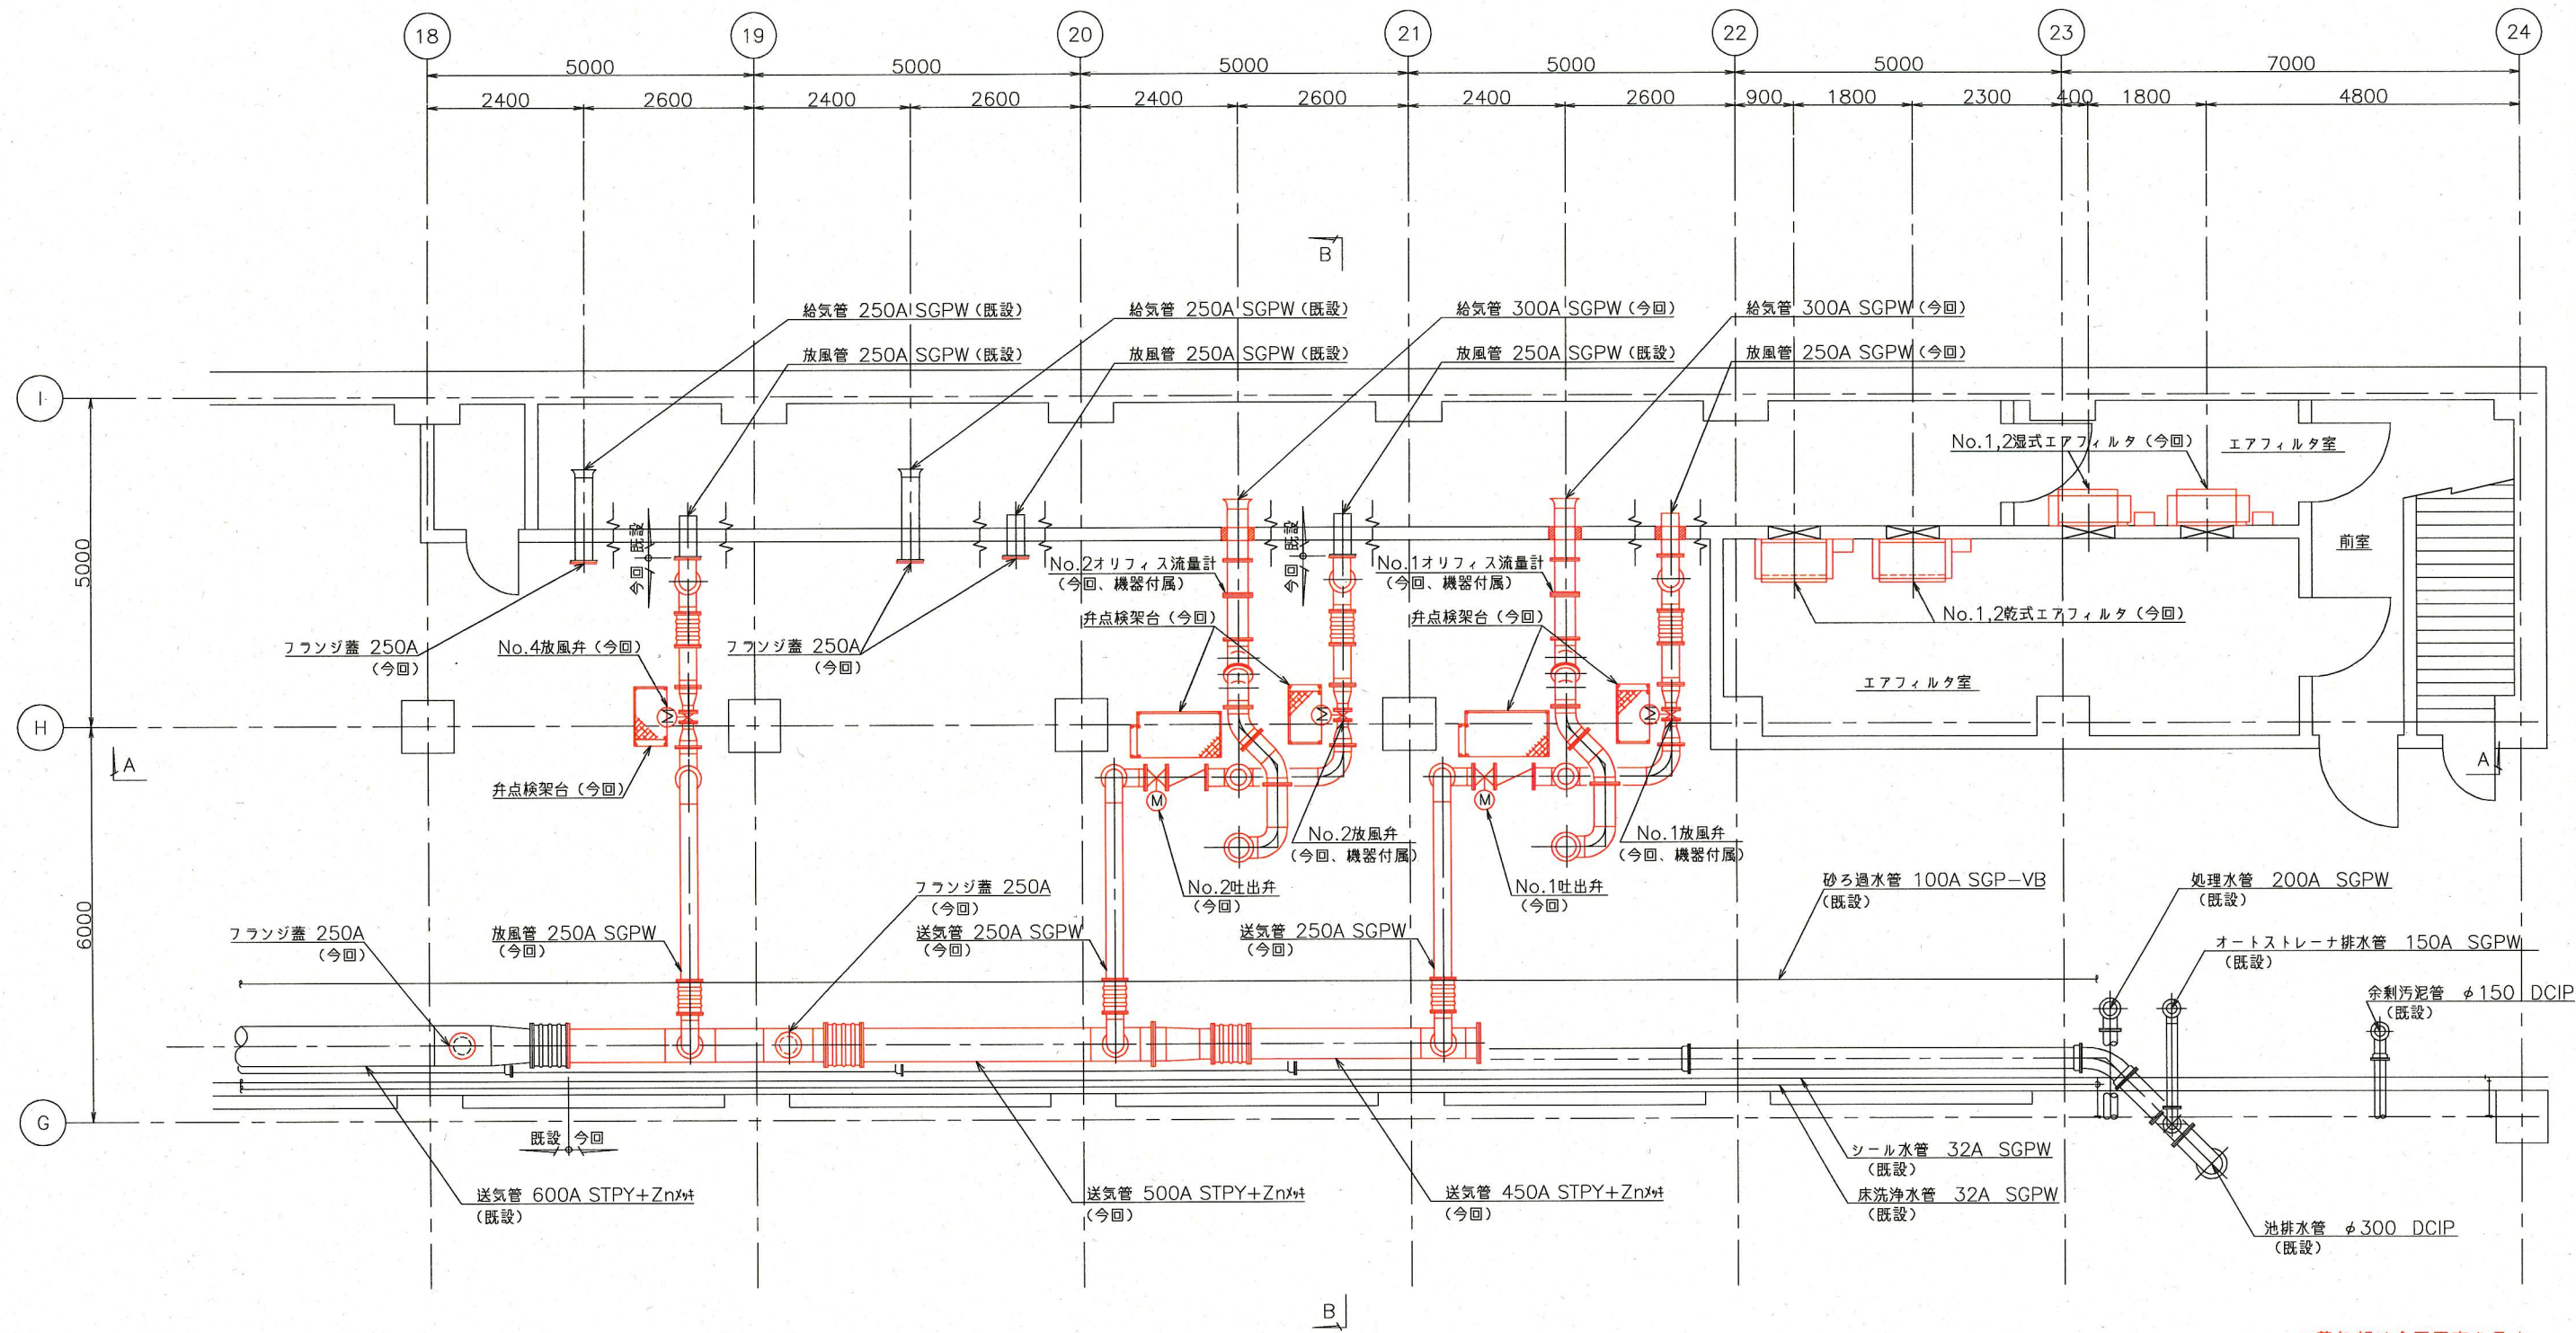 18
19
20
21
22
23
24
5000
5000
5000
5000
5000
7000
2400
2600
2400
2600
2400
2600
2400
2600
900
1800
2300
400
1800
4800
B
給気管 250A SGPW (既設)
給気管 250A SGPW (既設)
給気管 300A SGPW (今回)
給気管 300A SGPW (今回)
放風管 250A SGPW (既設)
放風管 250A SGPW (既設)
放風管 250A SGPW (既設)
放風管 250A SGPW (今回)
I
No.1,2湿式エアフィルタ (今回)
エアフィルタ室
既設
今回
既設
今回
前室
5000
No.2オリフィス流量計
(今回、機器付属)
No.1オリフィス流量計
(今回、機器付属)
弁点検架台 (今回)
弁点検架台 (今回)
No.1,2乾式エアフィルタ (今回)
フランジ蓋 250A
(今回)
No.4放風弁 (今回)
フランジ蓋 250A
(今回)
エアフィルタ室
H
M
M
M
A
A
弁点検架台 (今回)
M
M
No.2放風弁
(今回、機器付属)
No.1放風弁
(今回、機器付属)
6000
フランジ蓋 250A
(今回)
No.2吐出弁
(今回)
No.1吐出弁
(今回)
砂ろ過水管 100A SGP-VB
(既設)
処理水管 200A SGPW
(既設)
フランジ蓋 250A
(今回)
放風管 250A SGPW
(今回)
送気管 250A SGPW
(今回)
送気管 250A SGPW
(今回)
オートストレーナ排水管 150A SGPW
(既設)
余剰汚泥管 φ150 DCIP
(既設)
G
既設 今回
シール水管 32A SGPW
(既設)
送気管 600A STPY+Znメッキ
(既設)
送気管 500A STPY+Znメッキ
(今回)
送気管 450A STPY+Znメッキ
(今回)
床洗浄水管 32A SGPW
(既設)
池排水管 φ300 DCIP
(既設)
B